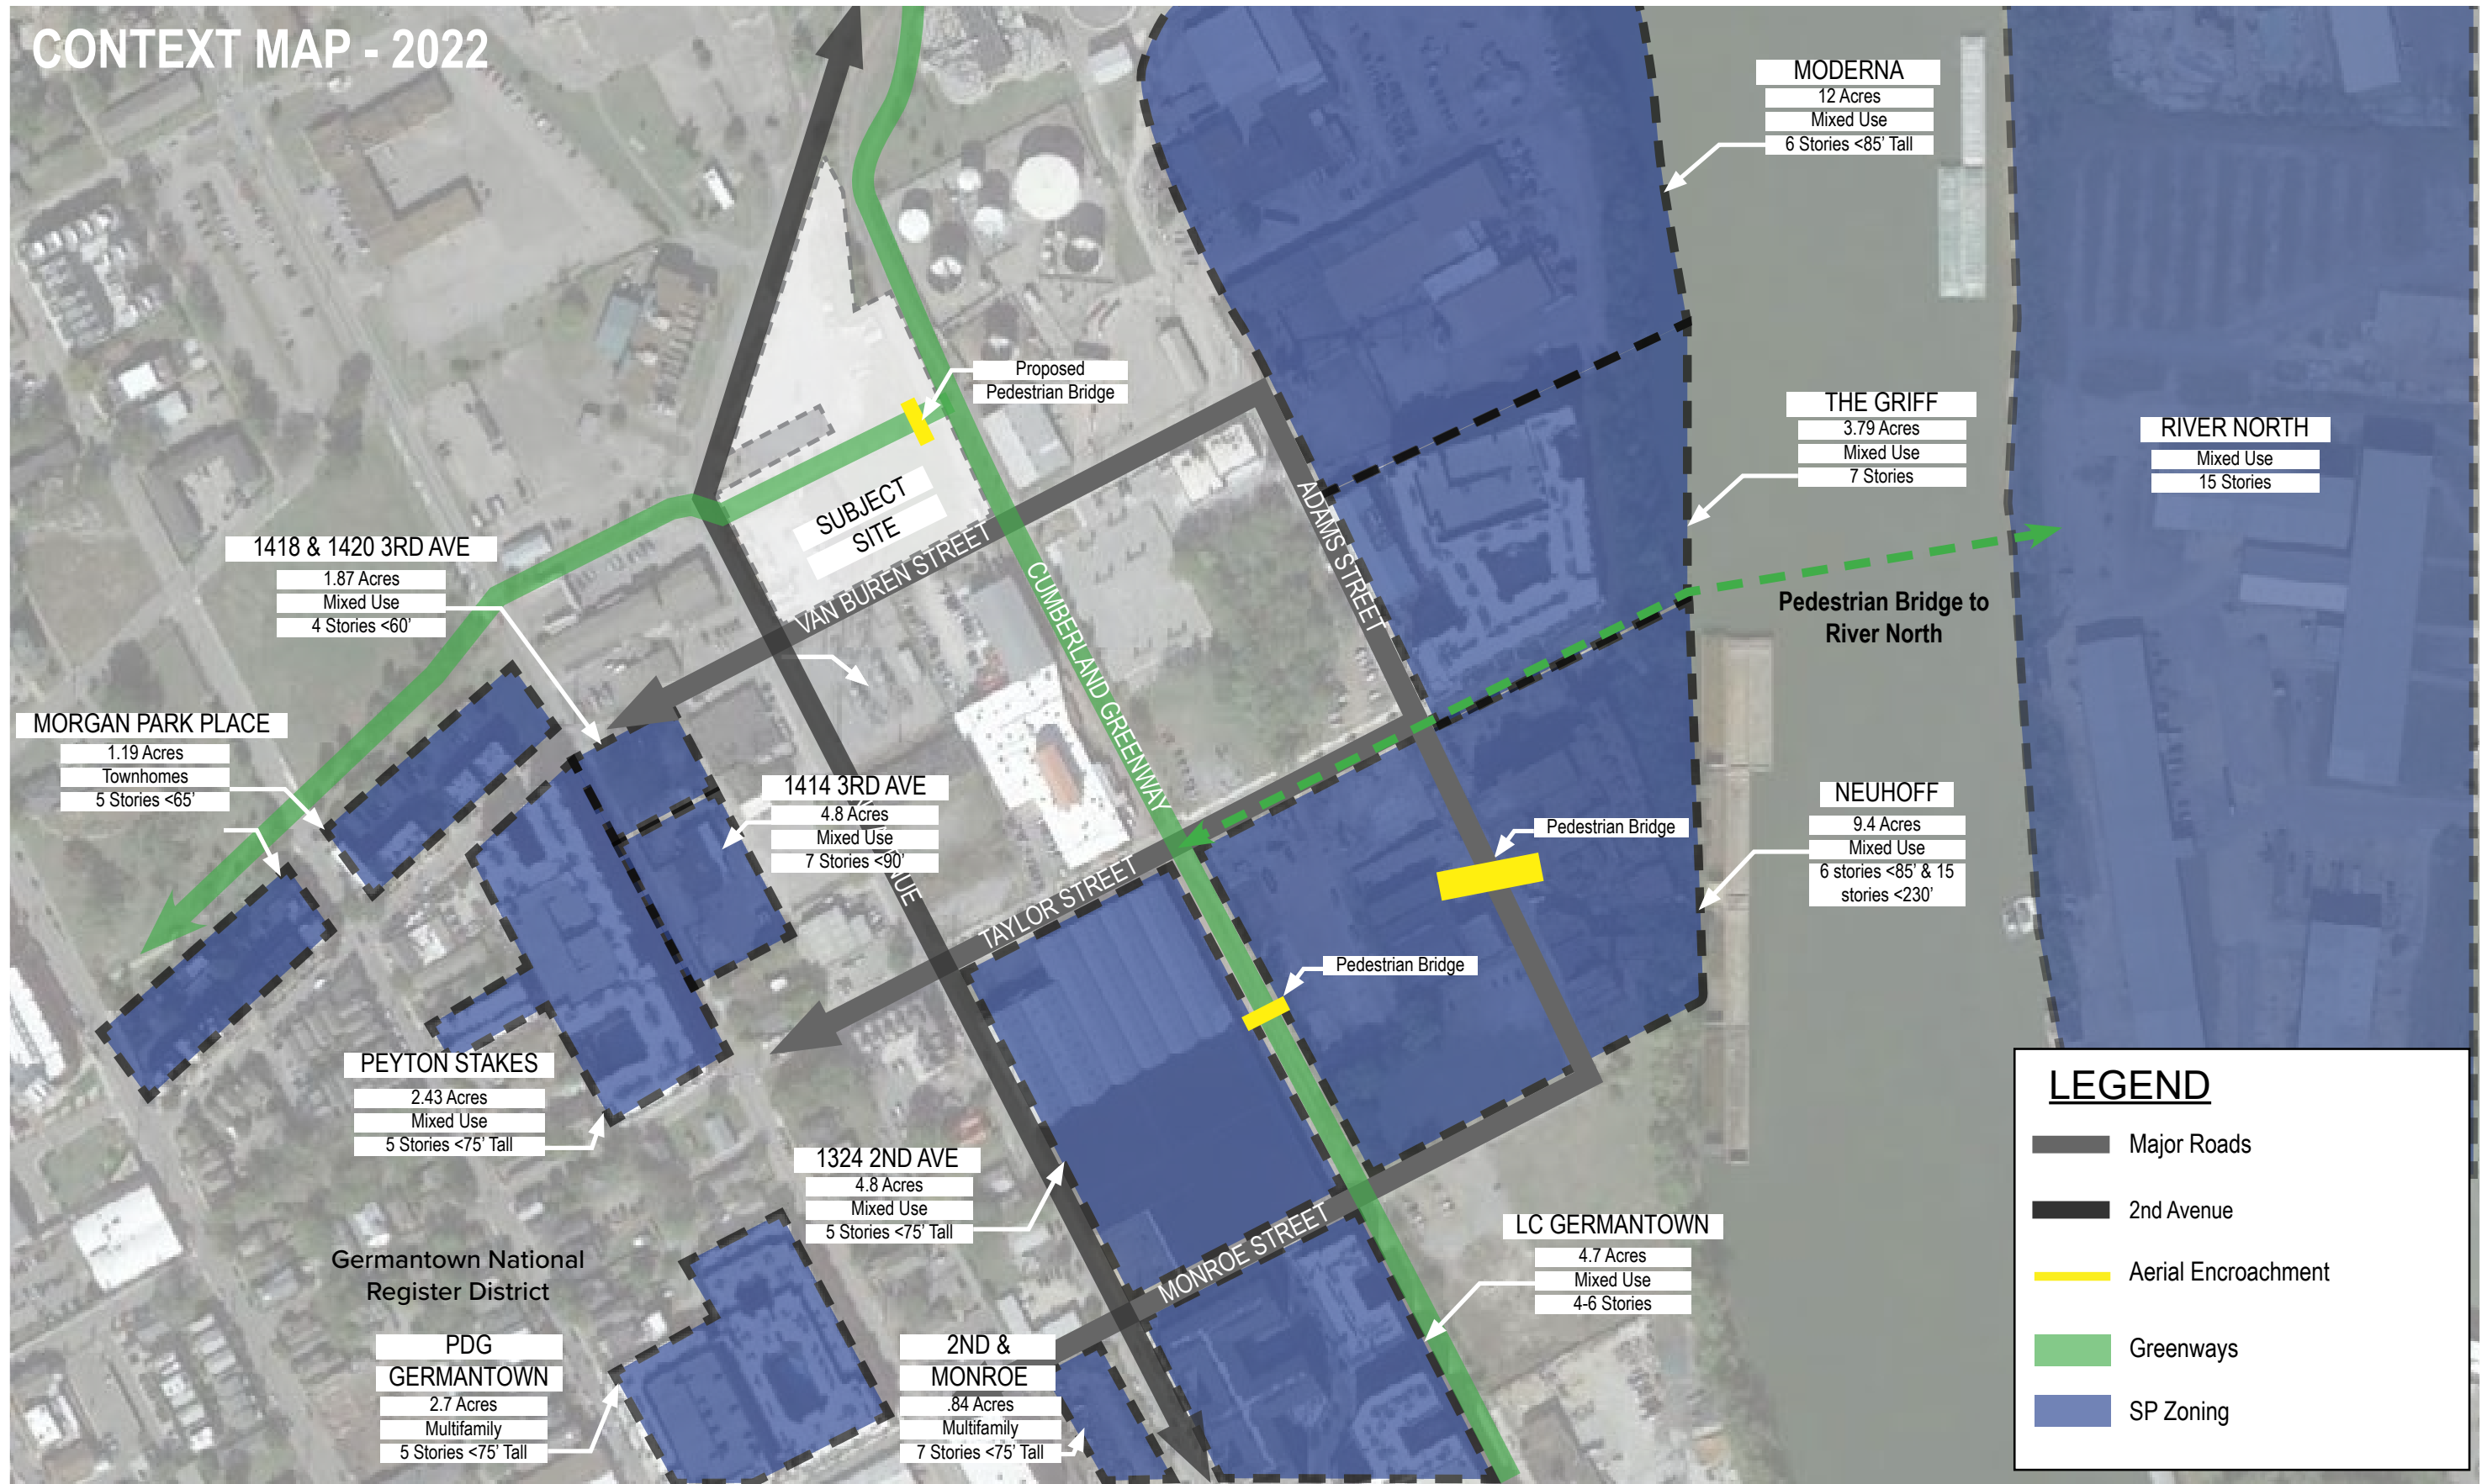 CONTEXT MAP - 2022
MODERNA
12 Acres
Mixed Use
6 Stories <85' Tall
Proposed
Pedestrian Bridge
THE GRIFF
3.79 Acres
Mixed Use
7 Stories
RIVER NORTH
Mixed Use
15 Stories
SUBJECT
SITE
1418 & 1420 3RD AVE
1.87 Acres
Mixed Use
4 Stories <60'
VAN BUREN STREET
ADAMS STREET
CUMBERLAND GREENWAY
Pedestrian Bridge to
River North
MORGAN PARK PLACE
1.19 Acres
Townhomes
5 Stories <65'
1414 3RD AVE
4.8 Acres
Mixed Use
7 Stories <90'
NUE
NEUHOFF
9.4 Acres
Mixed Use
6 stories <85' & 15
stories <230'
Pedestrian Bridge
TAYLOR STREET
Pedestrian Bridge
PEYTON STAKES
2.43 Acres
Mixed Use
5 Stories <75' Tall
1324 2ND AVE
4.8 Acres
Mixed Use
5 Stories <75' Tall
MONROE STREET
LC GERMANTOWN
4.7 Acres
Mixed Use
4-6 Stories
Germantown National
Register District
PDG
GERMANTOWN
2.7 Acres
Multifamily
5 Stories <75' Tall
2ND &
MONROE
.84 Acres
Multifamily
7 Stories <75' Tall
LEGEND
Major Roads
2nd Avenue
Aerial Encroachment
Greenways
SP Zoning